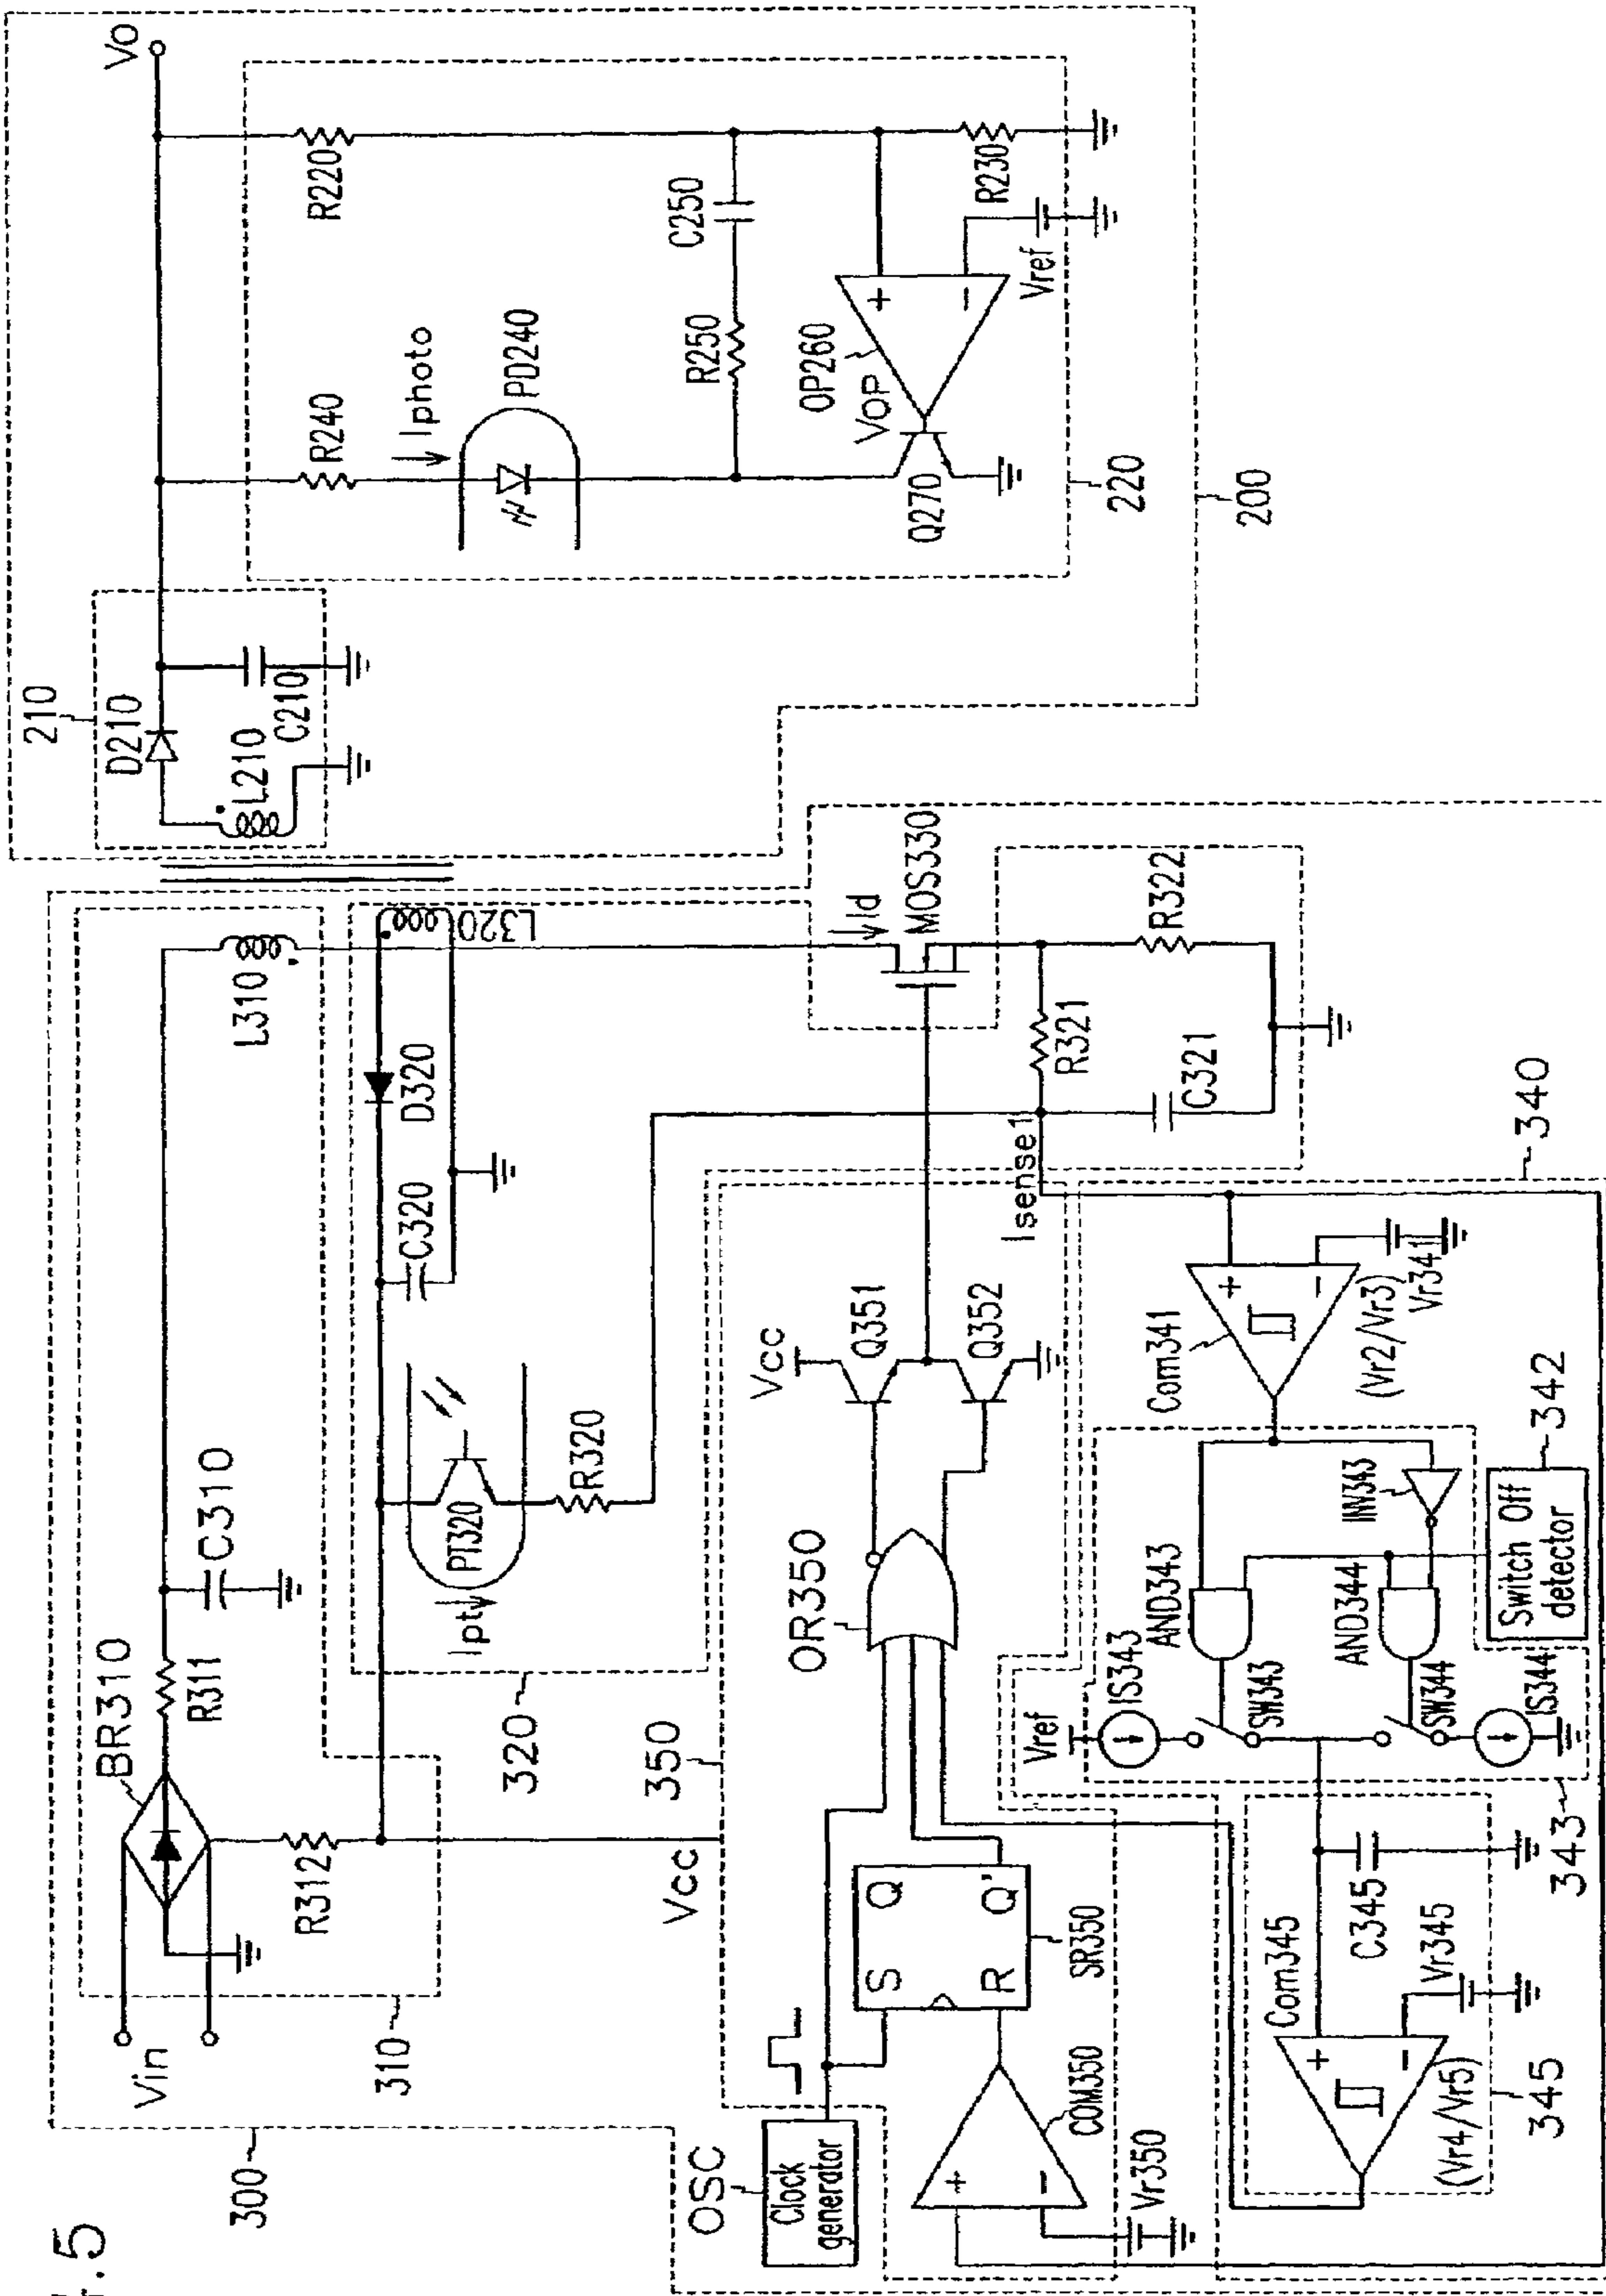 G.5
300
Vin
310
BR310
R311
R312
C310
L310
210
D210
L210
C210
Vo
R240
R220
Iphoto
PD240
R250
C250
OP260
VOP
Q270
R230
Vref
220
200
L320
D320
C320
PT320
Ipt
R320
320
350
Vcc
Id
MOS330
R322
R321
C321
Isense1
340
Vcc
Q351
Q352
OR350
OSC
Clock
generator
S
Q
R
Q'
SR350
COM350
+
-
Vr350
Com341
+
-
(Vr2/Vr3)
Vr341
342
Switch Off
detector
INV343
AND343
AND344
Vref
IS343
SW343
SW344
IS344
343
C345
Com345
+
-
Vr345
(Vr4/Vr5)
345
+
-